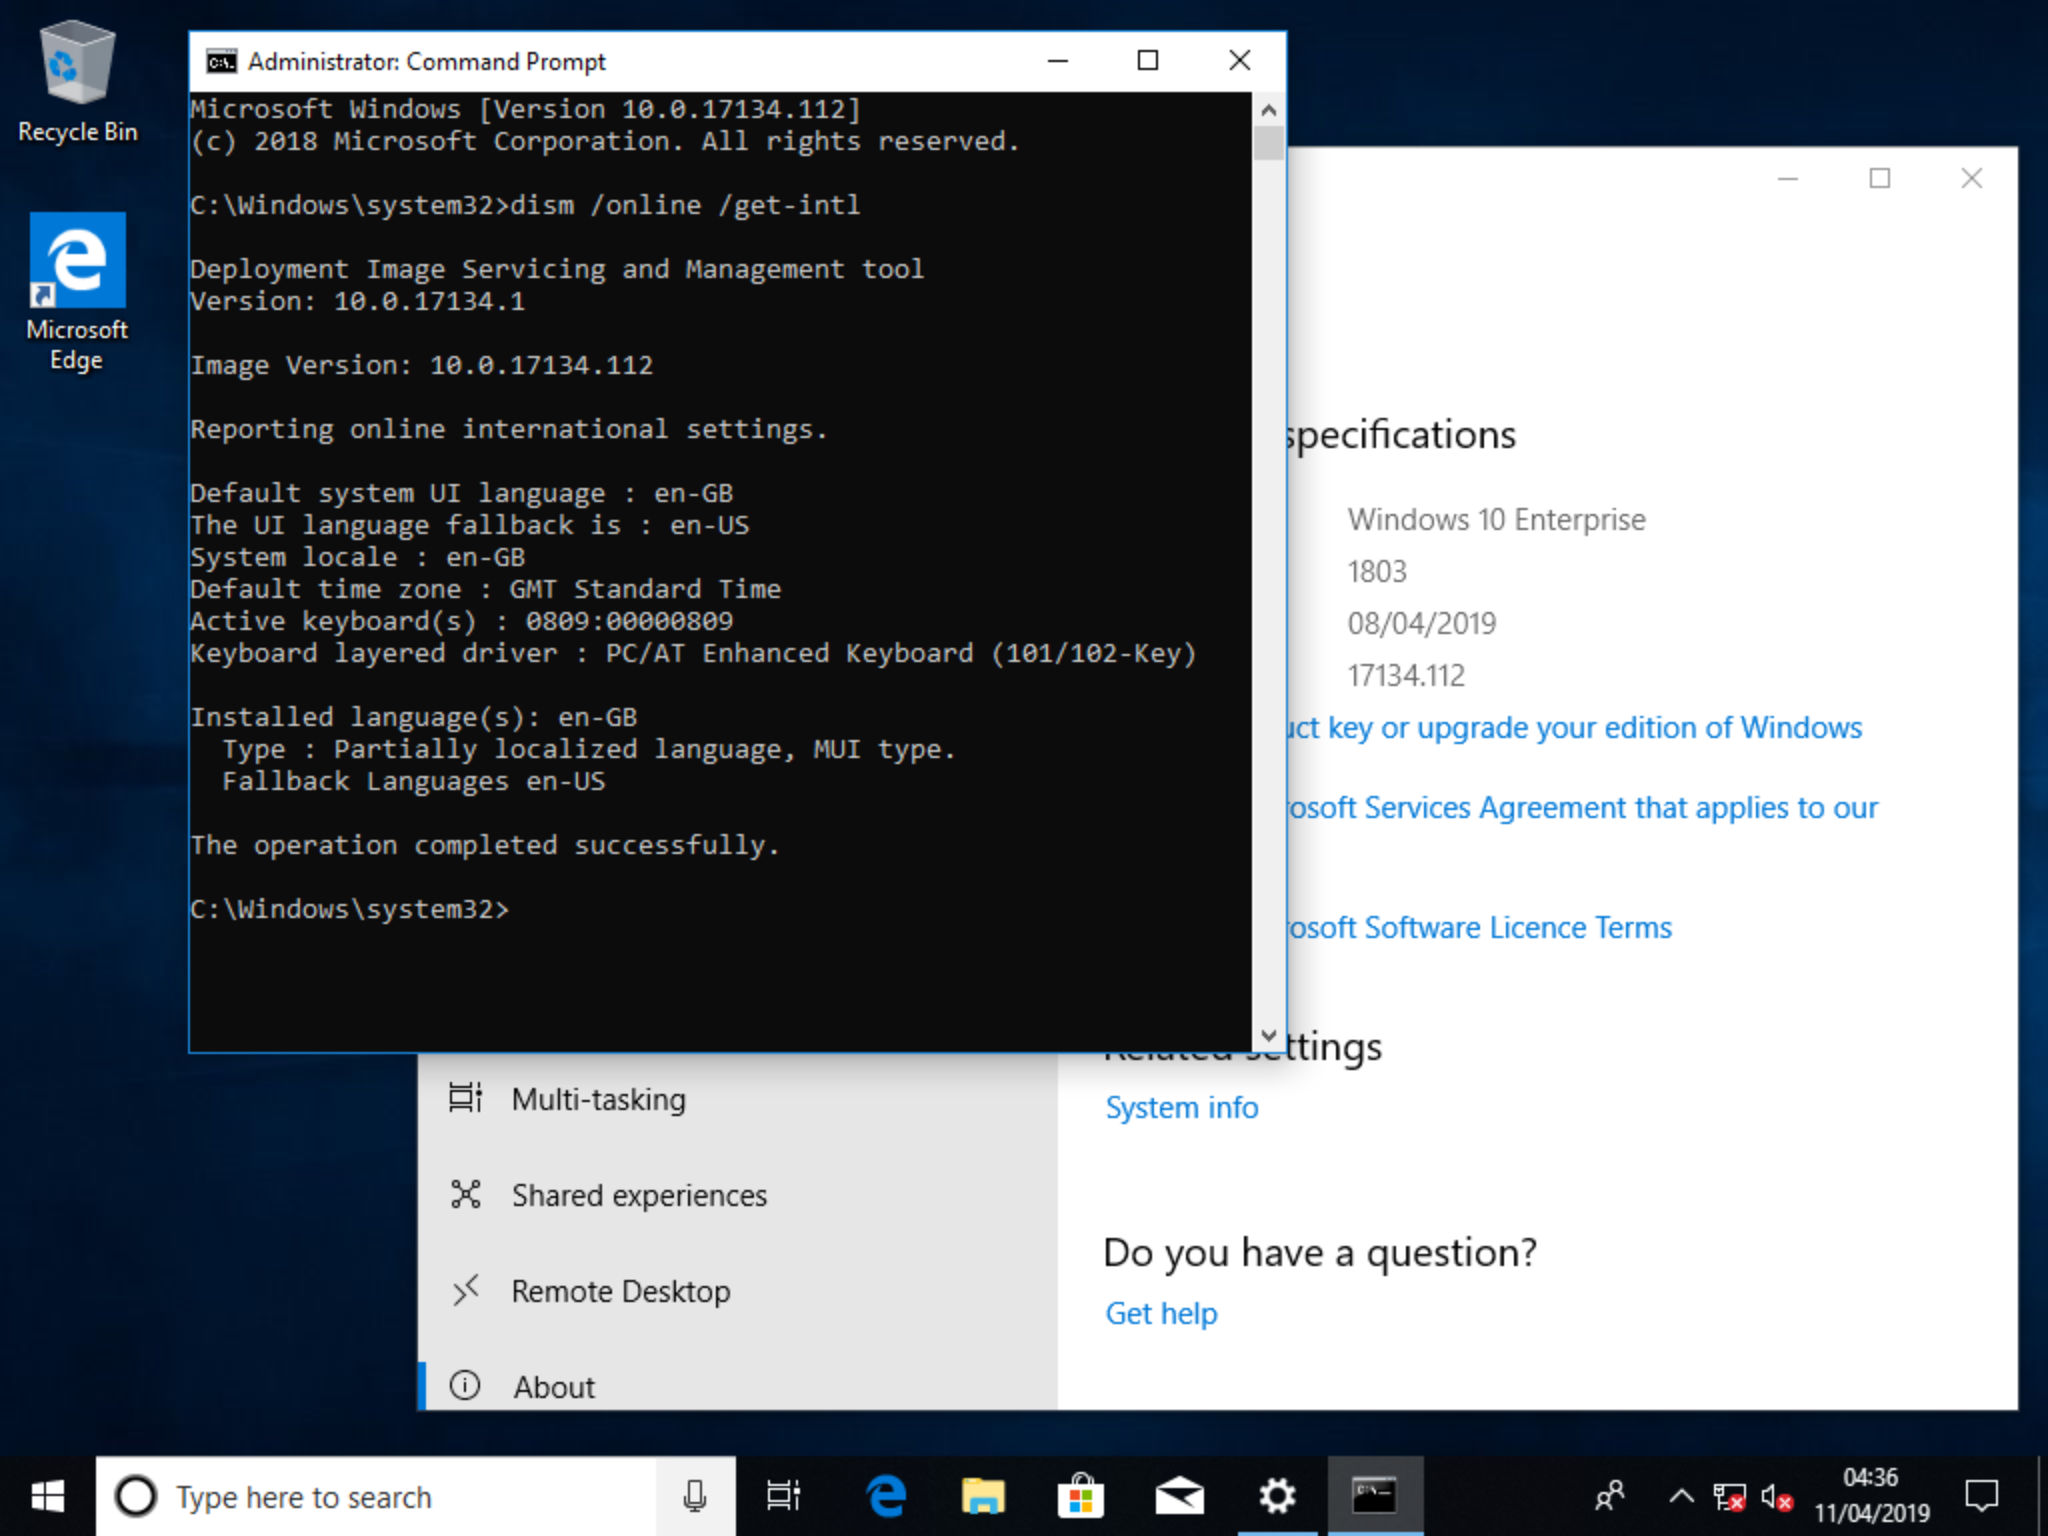 Recycle Bin
Microsoft
Edge
Administrator: Command Prompt
Microsoft Windows [Version 10.0.17134.112]
(c) 2018 Microsoft Corporation. All rights reserved.
C:\Windows\system32>dism /online /get-intl
Deployment Image Servicing and Management tool
Version: 10.0.17134.1
Image Version: 10.0.17134.112
Reporting online international settings.
Default system UI language : en-GB
The UI language fallback is : en-US
System locale : en-GB
Default time zone : GMT Standard Time
Active keyboard(s) : 0809:00000809
Keyboard layered driver : PC/AT Enhanced Keyboard (101/102-Key)
Installed language(s): en-GB
  Type : Partially localized language, MUI type.
  Fallback Languages en-US
The operation completed successfully.
C:\Windows\system32>
specifications
Windows 10 Enterprise
1803
08/04/2019
17134.112
uct key or upgrade your edition of Windows
rosoft Services Agreement that applies to our
rosoft Software Licence Terms
Related settings
System info
Do you have a question?
Get help
Multi-tasking
Shared experiences
Remote Desktop
About
Type here to search
04:36
11/04/2019